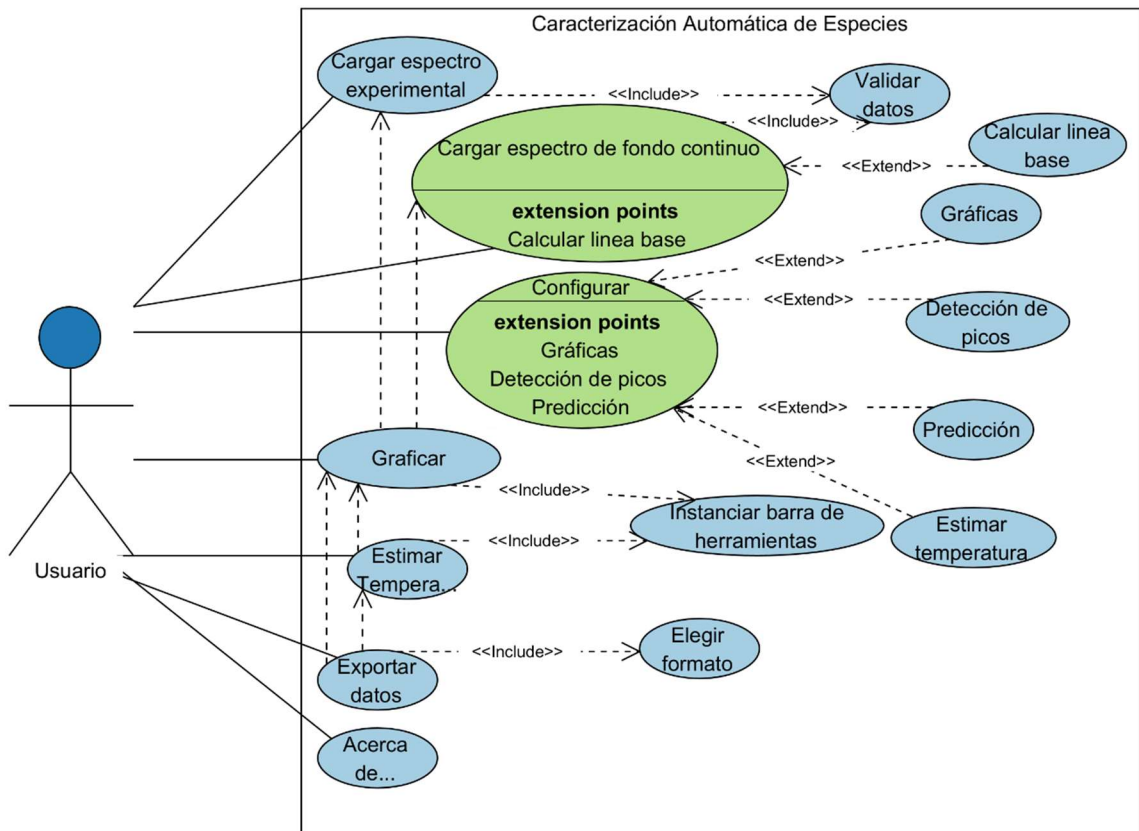 Caracterización Automática de Especies
Cargar espectro
experimental
<<Include>>
Validar
datos
<<Include>>
Cargar espectro de fondo continuo
extension points
Calcular linea base
<<Extend>>
Calcular linea
base
Gráficas
<<Extend>>
Configurar
extension points
Gráficas
Detección de picos
Predicción
<<Extend>>
Detección de
picos
<<Extend>>
Predicción
<<Extend>>
Estimar
temperatura
Graficar
<<Include>>
Instanciar barra de
herramientas
Usuario
Estimar
Tempera...
<<Include>>
Exportar
datos
<<Include>>
Elegir
formato
Acerca
de...